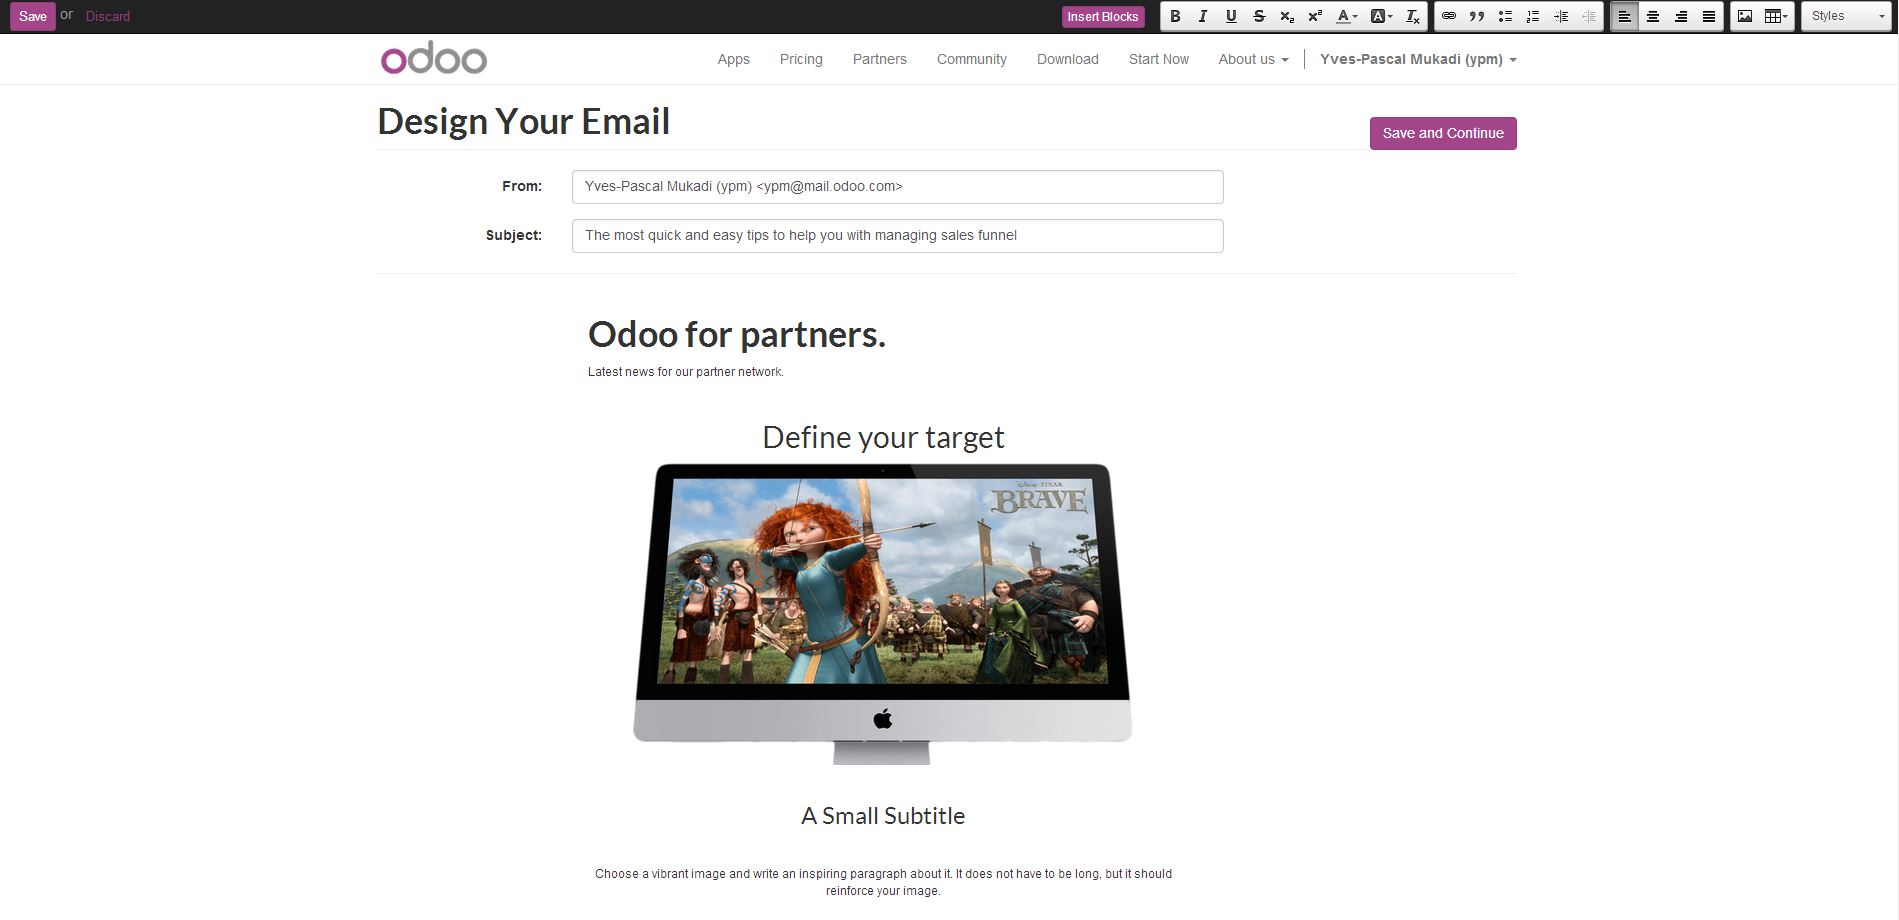 Save or Discard Insert Blocks B I U S x₂ x² A A Tx Styles
odoo Apps Pricing Partners Community Download Start Now About us Yves-Pascal Mukadi (ypm)
Design Your Email
Save and Continue
From: Yves-Pascal Mukadi (ypm) <ypm@mail.odoo.com>
Subject: The most quick and easy tips to help you with managing sales funnel
Odoo for partners.
Latest news for our partner network.
Define your target
Disney·PIXAR
BRAVE
A Small Subtitle
Choose a vibrant image and write an inspiring paragraph about it. It does not have to be long, but it should
reinforce your image.